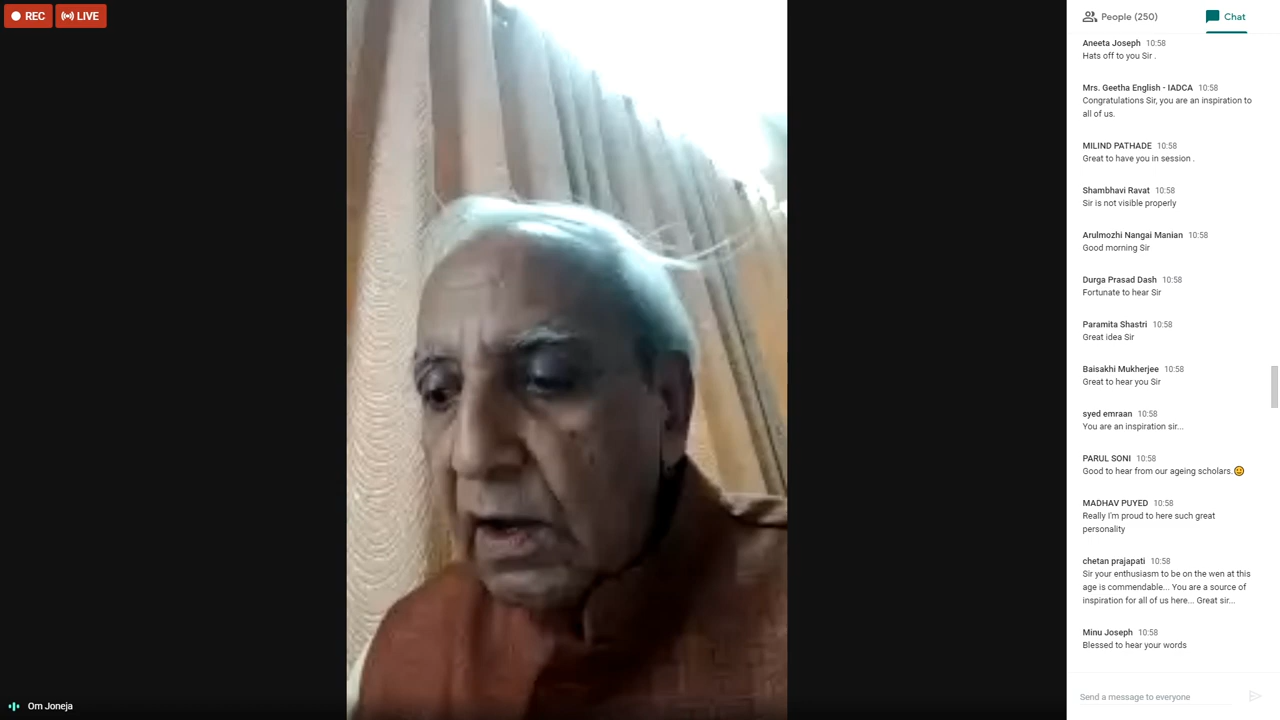 REC
LIVE
People (250)
Chat
Aneeta Joseph 10:58
Hats off to you Sir .
Mrs. Geetha English - IADCA 10:58
Congratulations Sir, you are an inspiration to
all of us.
MILIND PATHADE 10:58
Great to have you in session .
Shambhavi Ravat 10:58
Sir is not visible properly
Arulmozhi Nangai Manian 10:58
Good morning Sir
Durga Prasad Dash 10:58
Fortunate to hear Sir
Paramita Shastri 10:58
Great idea Sir
Baisakhi Mukherjee 10:58
Great to hear you Sir
syed emraan 10:58
You are an inspiration sir...
PARUL SONI 10:58
Good to hear from our ageing scholars.
MADHAV PUYED 10:58
Really I'm proud to here such great
personality
chetan prajapati 10:58
Sir your enthusiasm to be on the wen at this
age is commendable... You are a source of
inspiration for all of us here... Great sir...
Minu Joseph 10:58
Blessed to hear your words
Send a message to everyone
Om Joneja